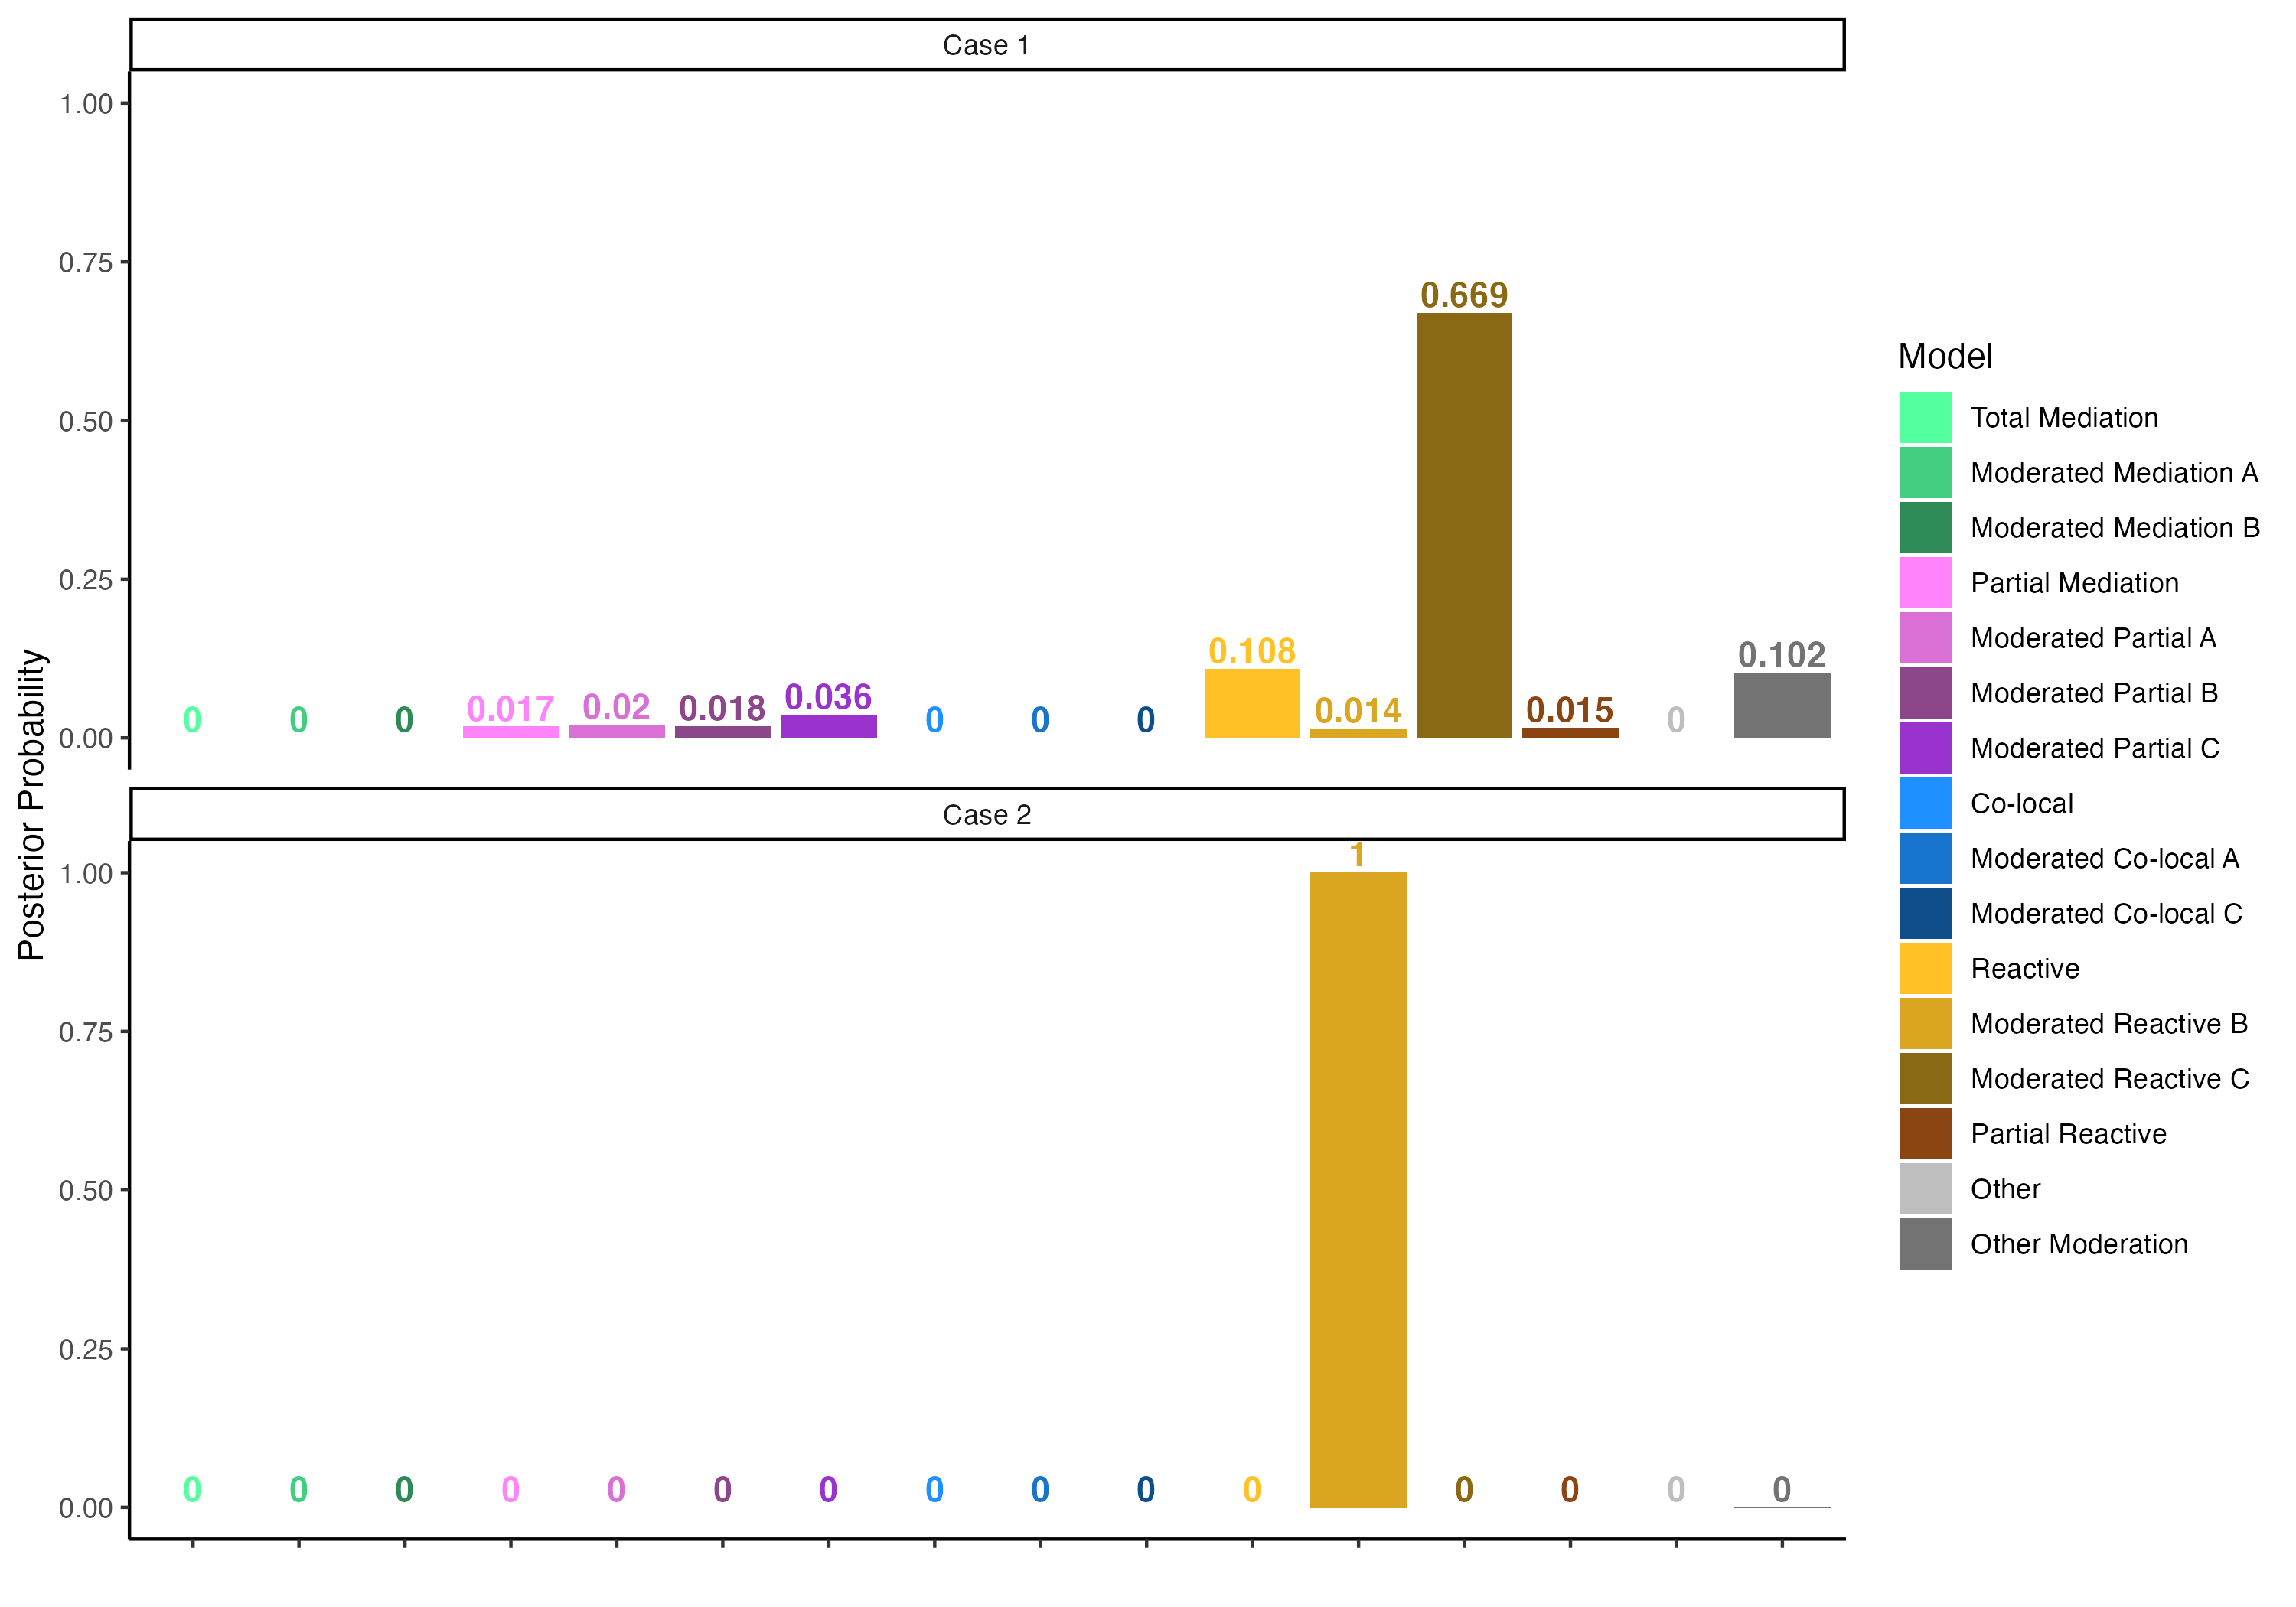 Case 1
1.00
0.75
0.50
0.25
0.00
0 0 0 0.017 0.02 0.018 0.036 0 0 0 0.108 0.014 0.669 0.015 0 0.102
Posterior Probability
Case 2
1.00
0.75
0.50
0.25
0.00
0 0 0 0 0 0 0 0 0 0 0 1 0 0 0 0
Model
Total Mediation
Moderated Mediation A
Moderated Mediation B
Partial Mediation
Moderated Partial A
Moderated Partial B
Moderated Partial C
Co-local
Moderated Co-local A
Moderated Co-local C
Reactive
Moderated Reactive B
Moderated Reactive C
Partial Reactive
Other
Other Moderation